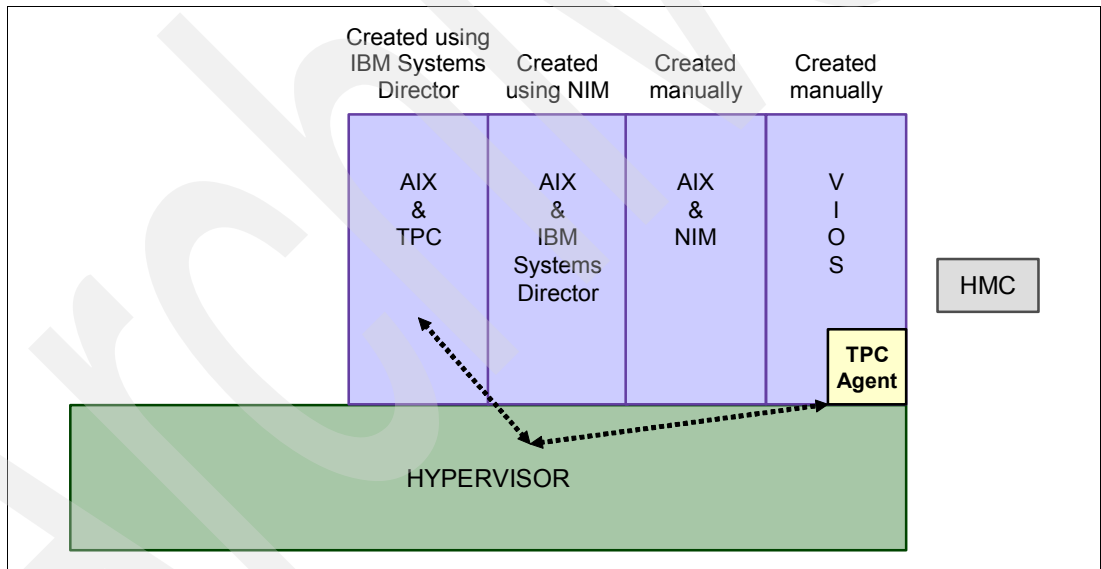 Created using
IBM Systems
Director
Created
using NIM
Created
manually
Created
manually
AIX
&
TPC
AIX
&
IBM
Systems
Director
AIX
&
NIM
V
I
O
S
HMC
TPC
Agent
HYPERVISOR